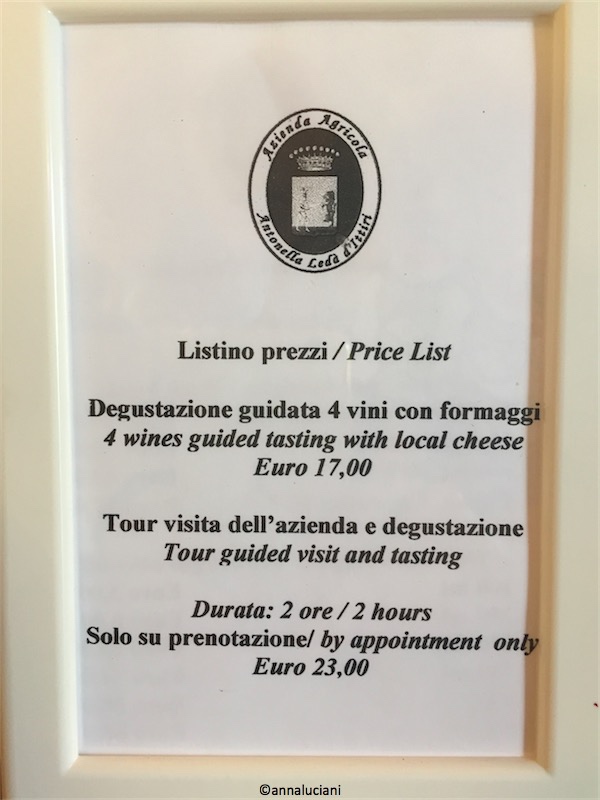 Azienda Agricola
Antonella Ledà d'Ittiri
Listino prezzi / Price List
Degustazione guidata 4 vini con formaggi
4 wines guided tasting with local cheese
Euro 17,00
Tour visita dell'azienda e degustazione
Tour guided visit and tasting
Durata: 2 ore / 2 hours
Solo su prenotazione/ by appointment only
Euro 23,00
©annaluciani